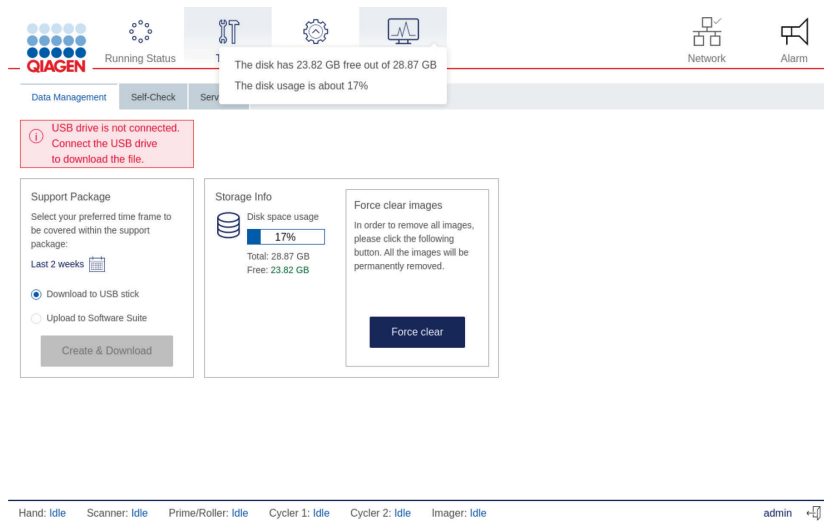 QIAGEN
Running Status
The disk has 23.82 GB free out of 28.87 GB
The disk usage is about 17%
Network
Alarm
Data Management
Self-Check
USB drive is not connected.
Connect the USB drive
to download the file.
Support Package
Select your preferred time frame to
be covered within the support
package:
Last 2 weeks
Download to USB stick
Upload to Software Suite
Create & Download
Storage Info
Disk space usage
17%
Total: 28.87 GB
Free: 23.82 GB
Force clear images
In order to remove all images,
please click the following
button. All the images will be
permanently removed.
Force clear
Hand: Idle Scanner: Idle Prime/Roller: Idle Cycler 1: Idle Cycler 2: Idle Imager: Idle
admin